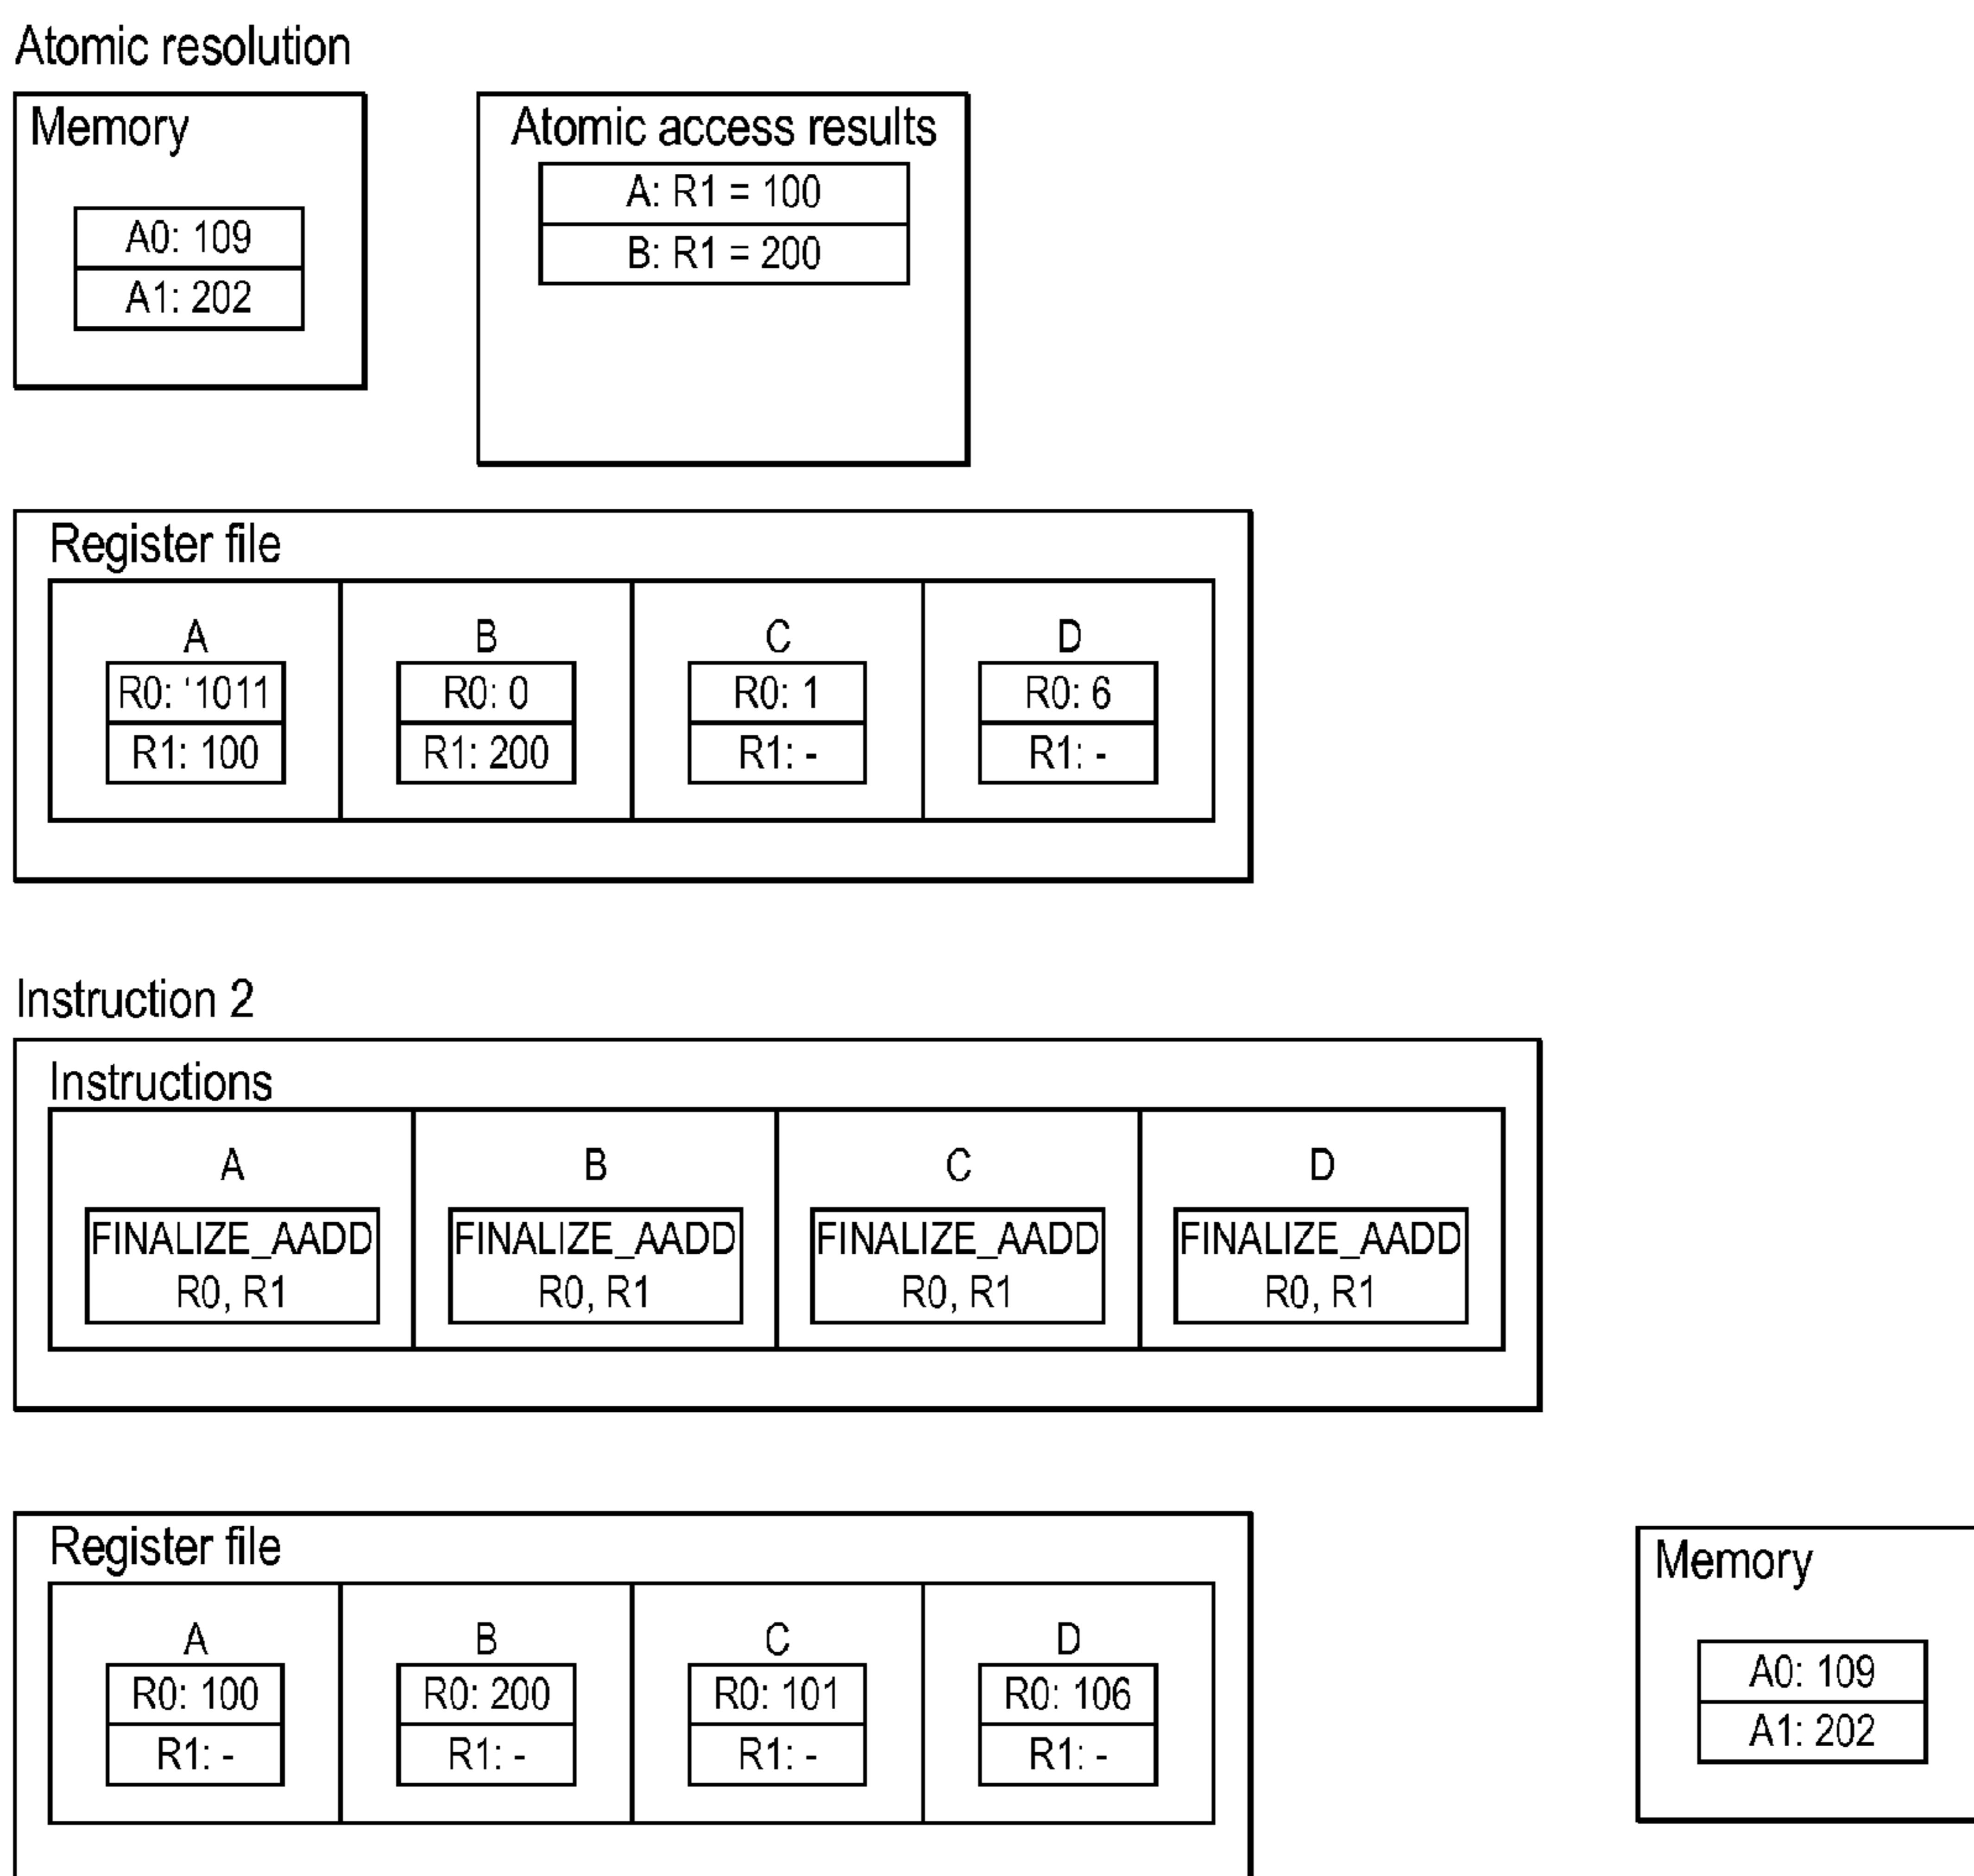 Atomic resolution
Memory
A0: 109
A1: 202
Atomic access results
A: R1 = 100
B: R1 = 200
Register file
A
R0: ‘1011
R1: 100
B
R0: 0
R1: 200
C
R0: 1
R1: -
D
R0: 6
R1: -
Instruction 2
Instructions
A
FINALIZE_AADD
R0, R1
B
FINALIZE_AADD
R0, R1
C
FINALIZE_AADD
R0, R1
D
FINALIZE_AADD
R0, R1
Register file
A
R0: 100
R1: -
B
R0: 200
R1: -
C
R0: 101
R1: -
D
R0: 106
R1: -
Memory
A0: 109
A1: 202